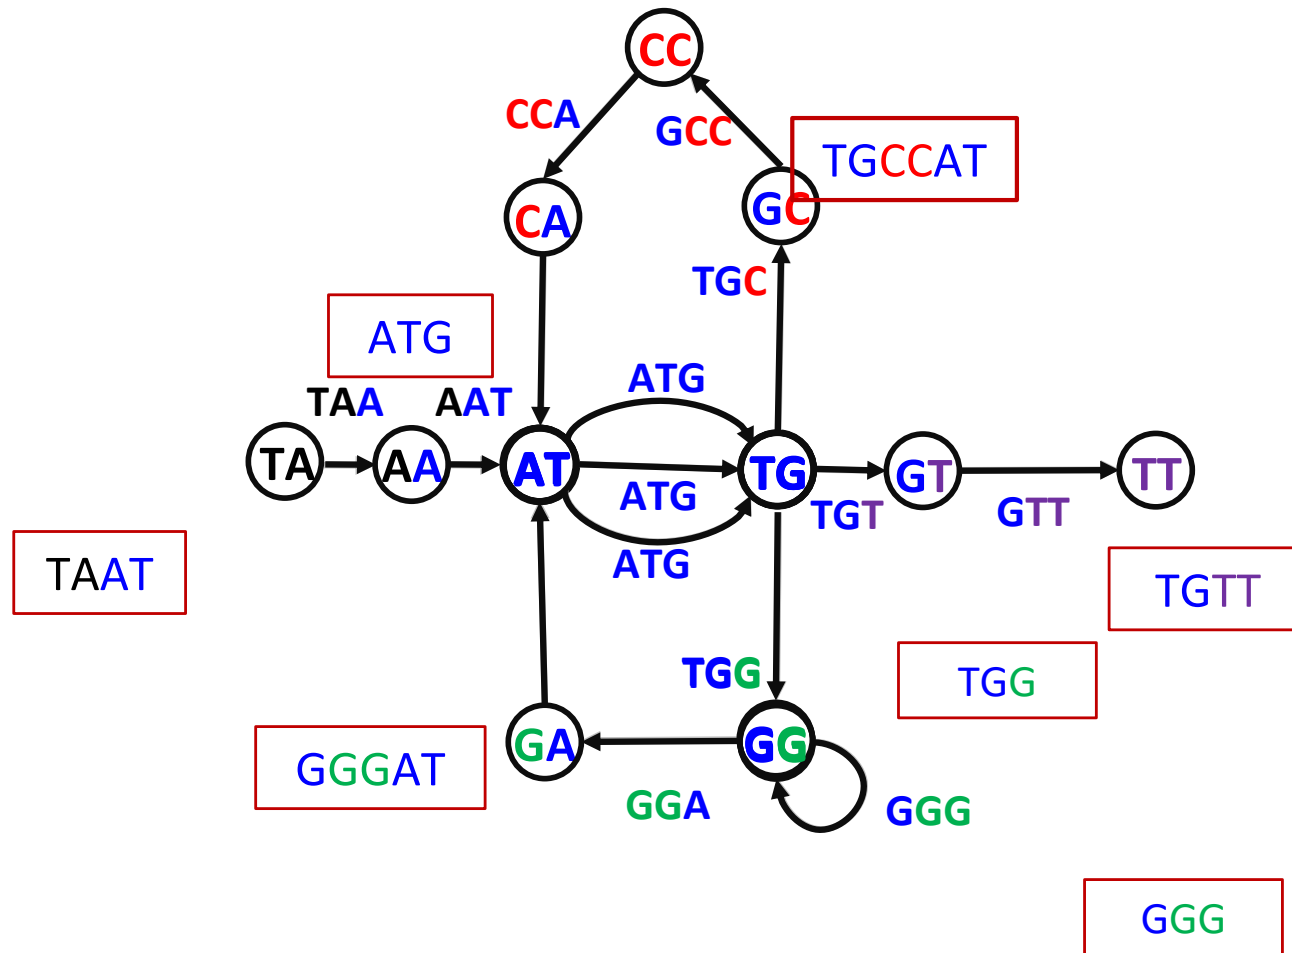 CC
CCA
GCC
TGCCAT
CA
GC
TGC
ATG
ATG
TAA
AAT
TA
AA
AT
TG
GT
TT
ATG
TGT
GTT
ATG
TAAT
TGTT
TGG
TGG
GA
GG
GGGAT
GGA
GGG
GGG